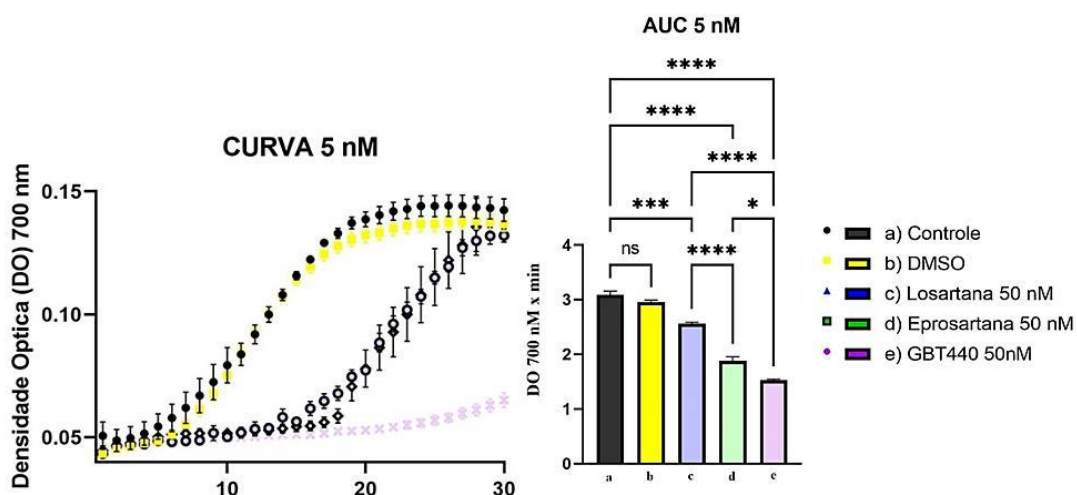 CURVA 5 nM
Densidade Optica (DO) 700 nm
0.15
0.10
0.05
10
20
30
AUC 5 nM
****
****
****
***
*
ns
****
DO 700 nM x min
4
3
2
1
0
a
b
c
d
e
a) Controle
b) DMSO
c) Losartana 50 nM
d) Eprosartana 50 nM
e) GBT440 50nM